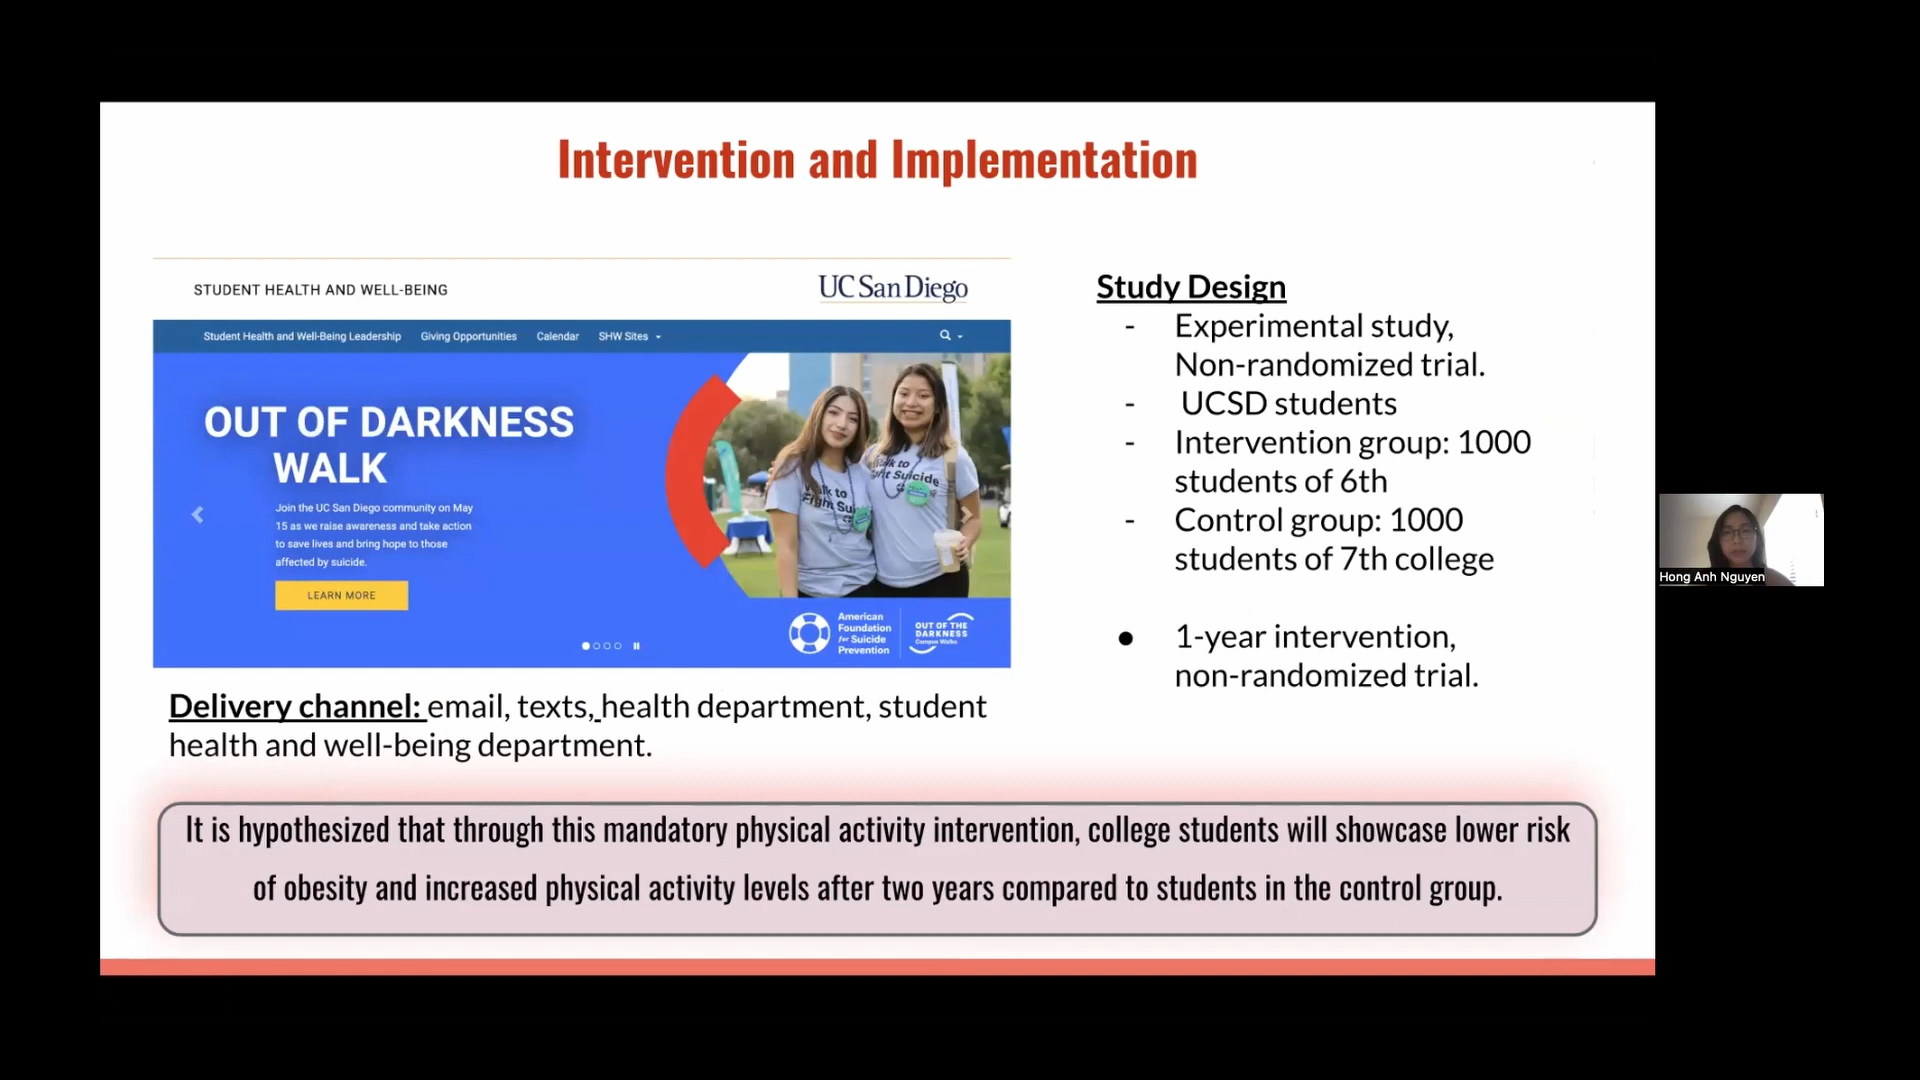 Intervention and Implementation
STUDENT HEALTH AND WELL-BEING
UC San Diego
Student Health and Well-Being Leadership Giving Opportunities Calendar SHW Sites
OUT OF DARKNESS
WALK
Join the UC San Diego community on May
15 as we raise awareness and take action
to save lives and bring hope to those
affected by suicide.
LEARN MORE
Walk to
Fight Suicide
American
Foundation
for Suicide
Prevention
OUT OF THE
DARKNESS
Campus Walks
Delivery channel: email, texts, health department, student
health and well-being department.
Study Design
- Experimental study,
Non-randomized trial.
- UCSD students
- Intervention group: 1000
students of 6th
- Control group: 1000
students of 7th college
● 1-year intervention,
non-randomized trial.
It is hypothesized that through this mandatory physical activity intervention, college students will showcase lower risk
of obesity and increased physical activity levels after two years compared to students in the control group.
Hong Anh Nguyen